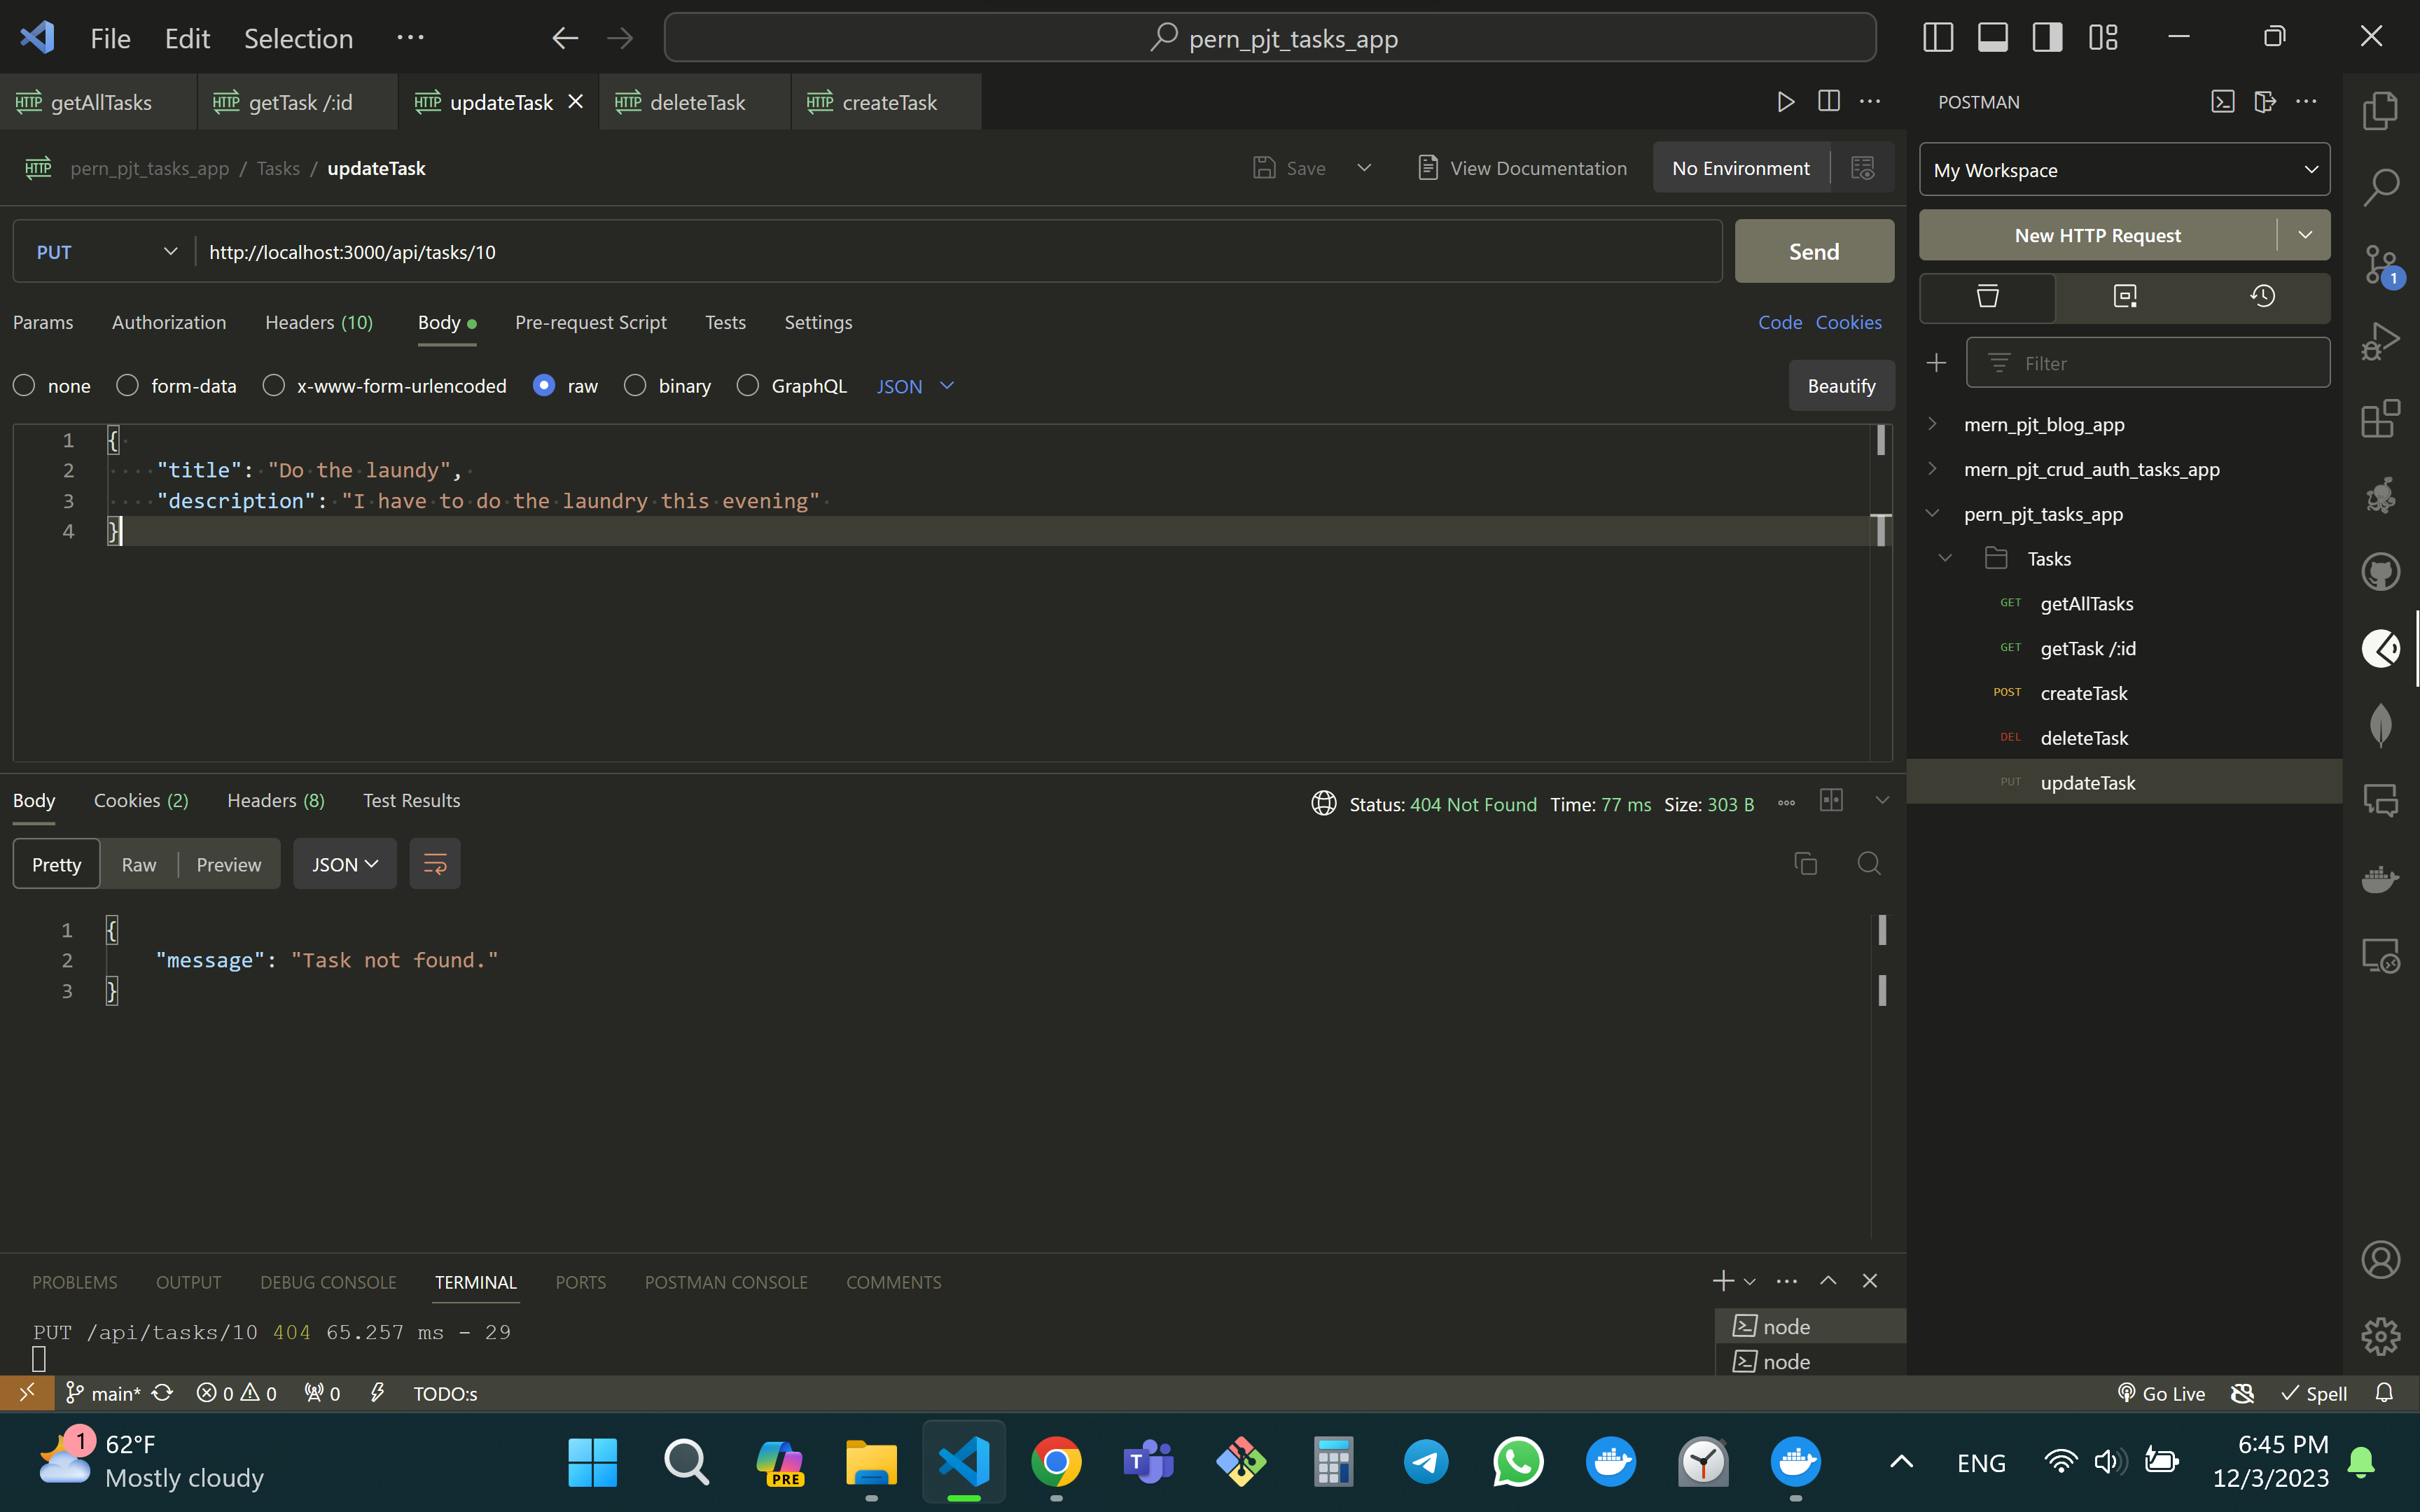 File Edit Selection ···
pern_pjt_tasks_app
HTTP getAllTasks
HTTP getTask /:id
HTTP updateTask
HTTP deleteTask
HTTP createTask
POSTMAN
HTTP pern_pjt_tasks_app / Tasks / updateTask
Save
View Documentation
No Environment
My Workspace
PUT
http://localhost:3000/api/tasks/10
Send
New HTTP Request
1
Params Authorization Headers (10) Body Pre-request Script Tests Settings
Code Cookies
none form-data x-www-form-urlencoded raw binary GraphQL JSON
Beautify
Filter
1 {
2 "title": "Do the laundy",
3 "description": "I have to do the laundry this evening"
4 }
mern_pjt_blog_app
mern_pjt_crud_auth_tasks_app
pern_pjt_tasks_app
Tasks
GET getAllTasks
GET getTask /:id
POST createTask
DEL deleteTask
PUT updateTask
Body Cookies (2) Headers (8) Test Results
Status: 404 Not Found Time: 77 ms Size: 303 B
Pretty Raw Preview JSON
1 {
2 "message": "Task not found."
3 }
PROBLEMS OUTPUT DEBUG CONSOLE TERMINAL PORTS POSTMAN CONSOLE COMMENTS
PUT /api/tasks/10 404 65.257 ms - 29
node
node
main* 0 0 0 TODO:s
Go Live Spell
1
62°F
Mostly cloudy
PRE
T
ENG
6:45 PM
12/3/2023